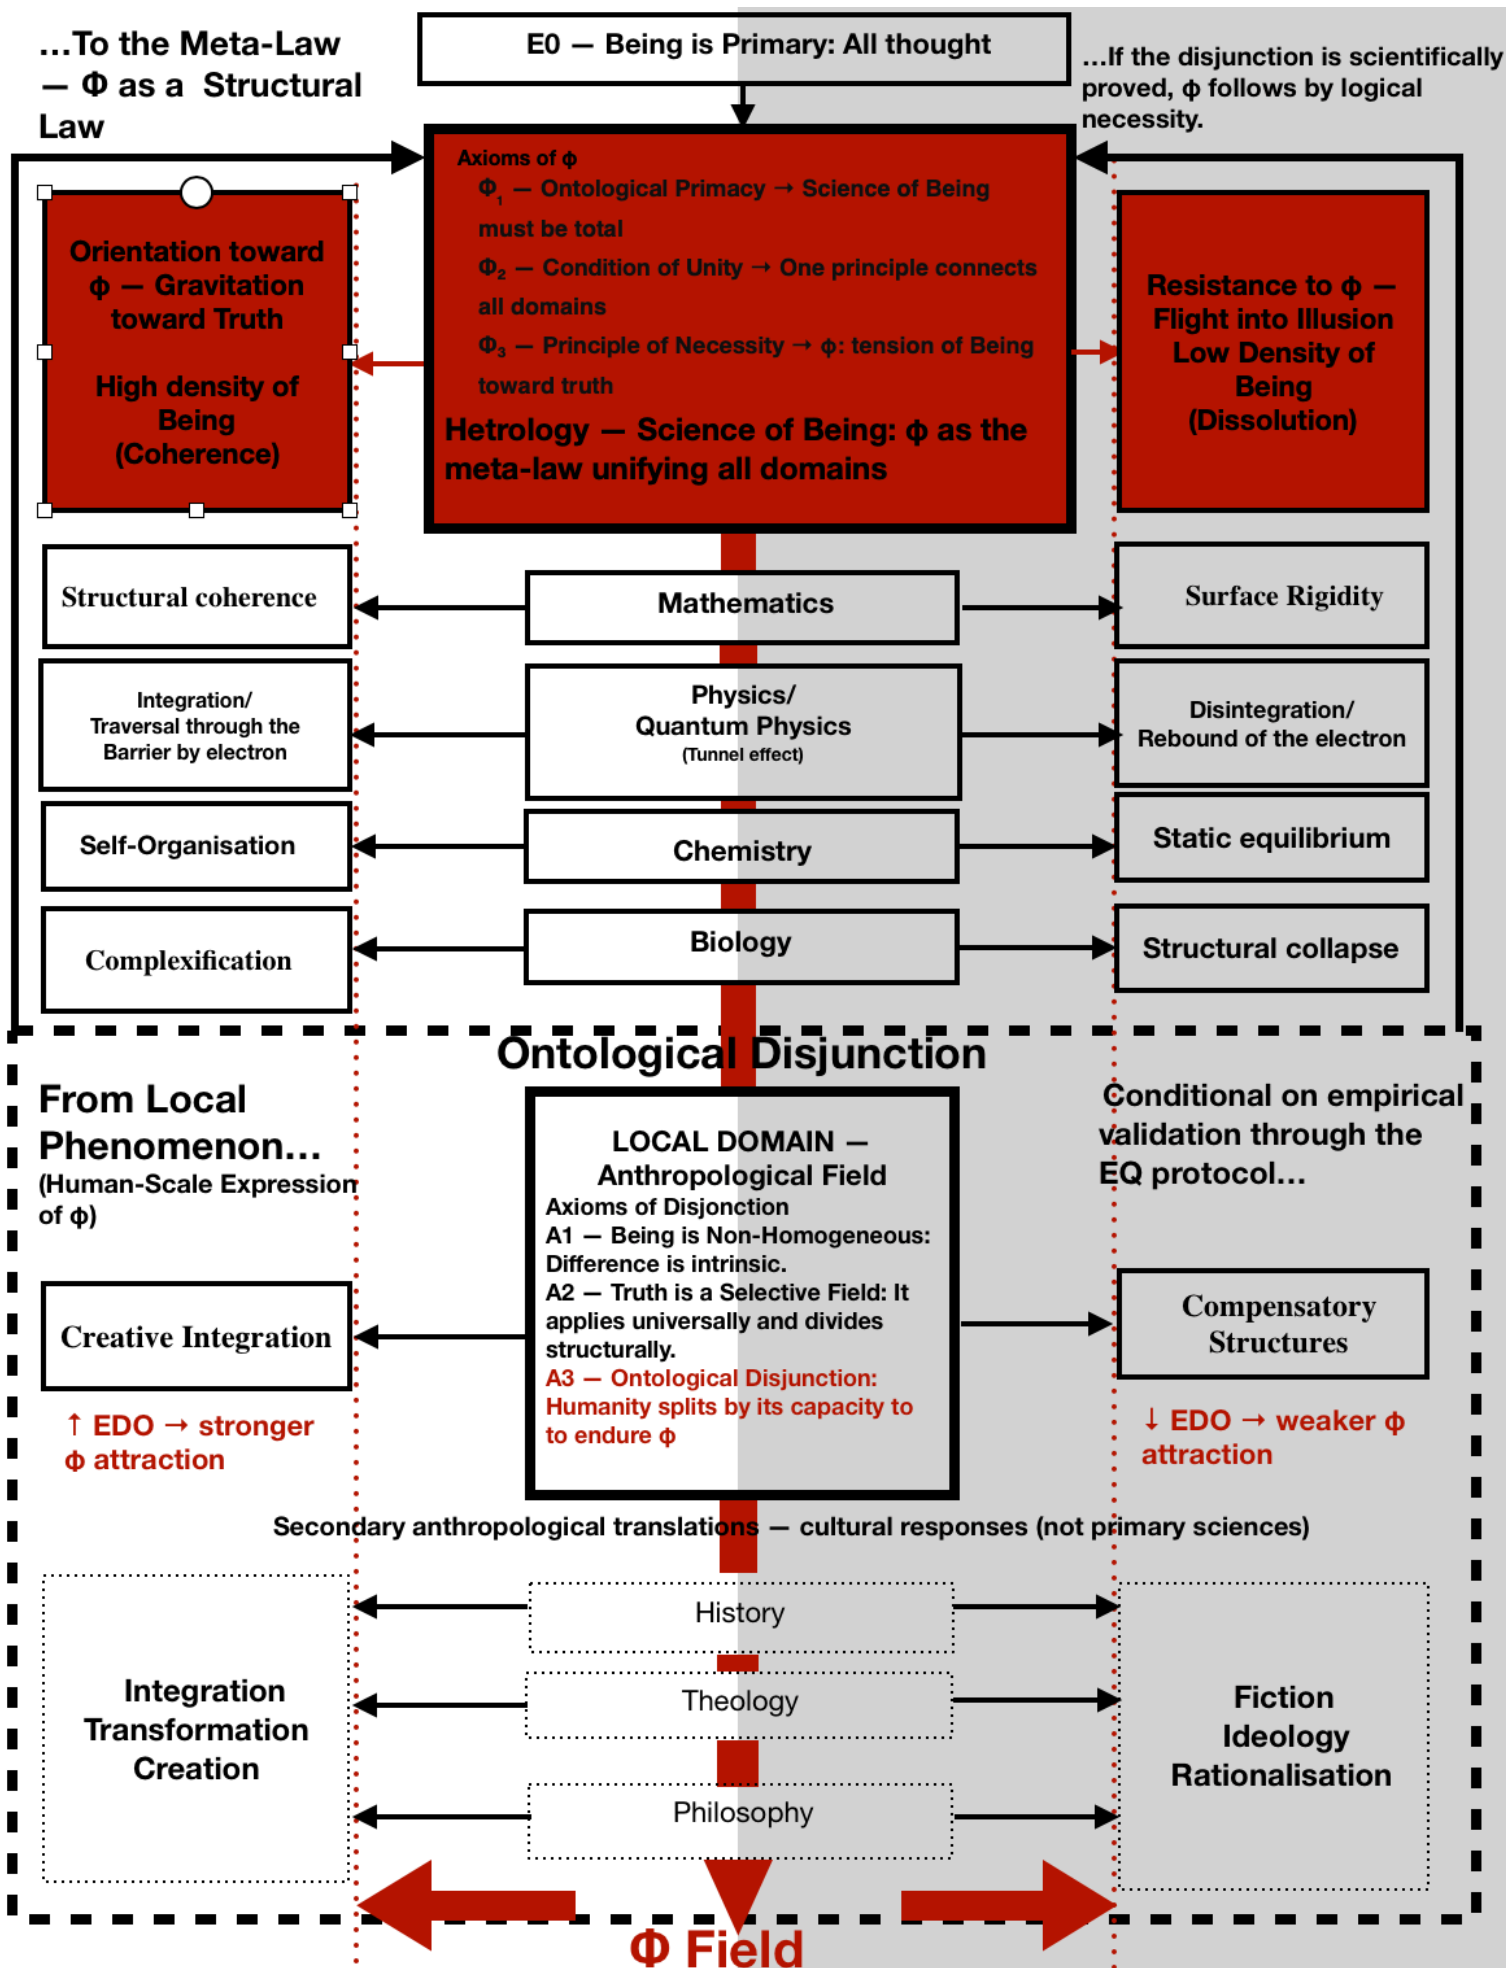 ...To the Meta-Law
— Φ as a Structural
Law
E0 — Being is Primary: All thought
...If the disjunction is scientifically
proved, ϕ follows by logical
necessity.
Axioms of ϕ
Φ₁ — Ontological Primacy → Science of Being
must be total
Φ₂ — Condition of Unity → One principle connects
all domains
Φ₃ — Principle of Necessity → ϕ: tension of Being
toward truth
Hetrology — Science of Being: ϕ as the
meta-law unifying all domains
Orientation toward
ϕ — Gravitation
toward Truth
High density of
Being
(Coherence)
Resistance to ϕ —
Flight into Illusion
Low Density of
Being
(Dissolution)
Structural coherence
Mathematics
Surface Rigidity
Integration/
Traversal through the
Barrier by electron
Physics/
Quantum Physics
(Tunnel effect)
Disintegration/
Rebound of the electron
Self-Organisation
Chemistry
Static equilibrium
Complexification
Biology
Structural collapse
Ontological Disjunction
From Local
Phenomenon...
(Human-Scale Expression
of ϕ)
LOCAL DOMAIN —
Anthropological Field
Axioms of Disjonction
A1 — Being is Non-Homogeneous:
Difference is intrinsic.
A2 — Truth is a Selective Field: It
applies universally and divides
structurally.
A3 — Ontological Disjunction:
Humanity splits by its capacity to
to endure ϕ
Conditional on empirical
validation through the
EQ protocol...
Creative Integration
Compensatory
Structures
↑ EDO → stronger
Φ attraction
↓ EDO → weaker ϕ
attraction
Secondary anthropological translations — cultural responses (not primary sciences)
History
Theology
Philosophy
Integration
Transformation
Creation
Fiction
Ideology
Rationalisation
Φ Field